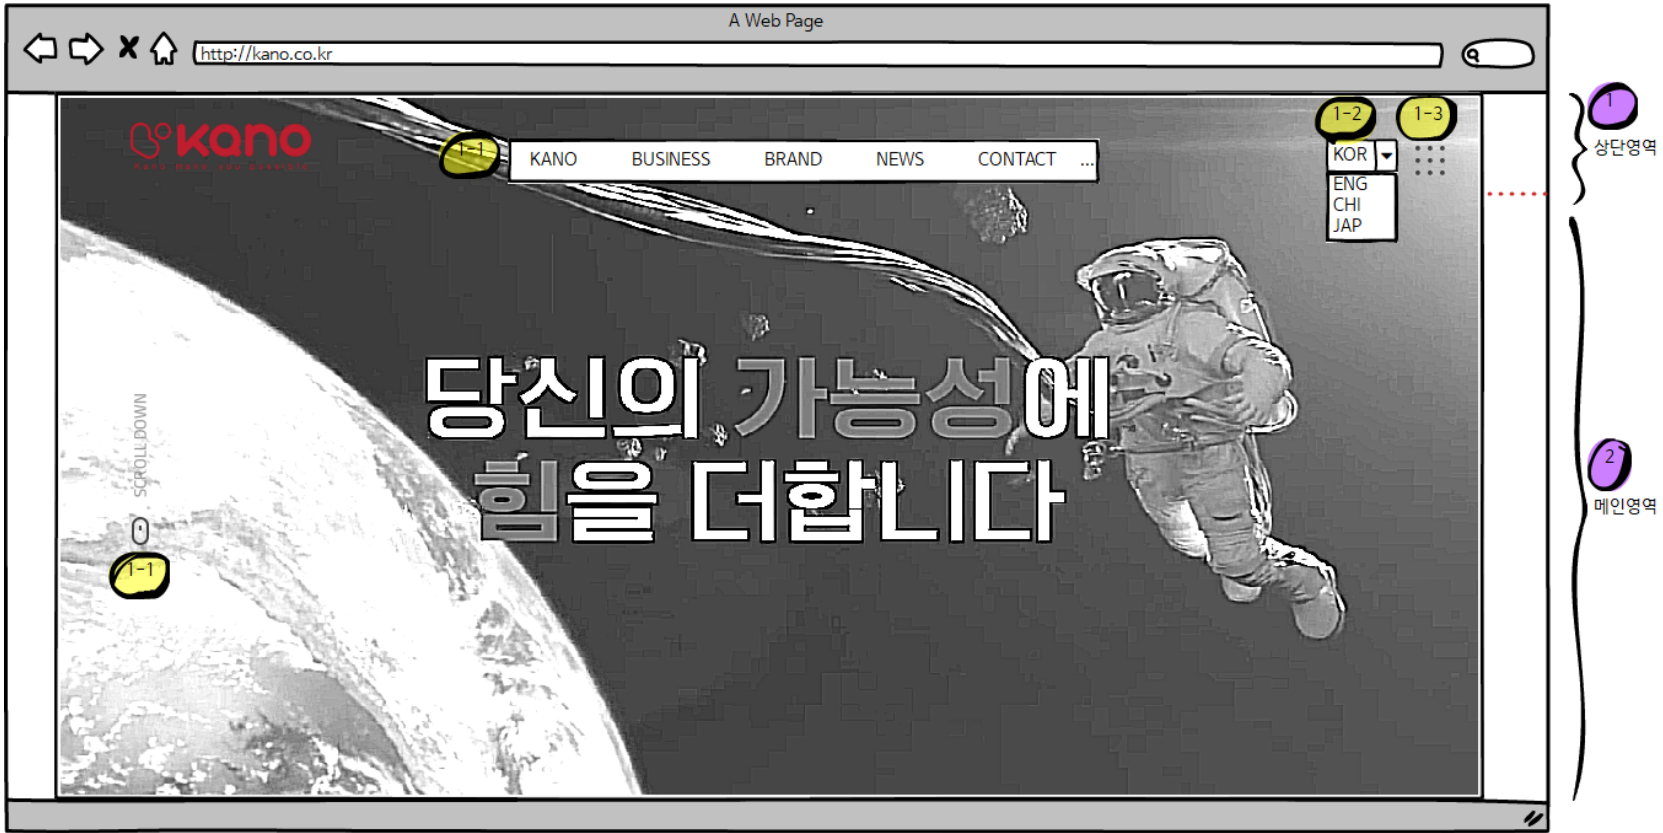 A Web Page
http://kano.co.kr
1-2
1-3
1
kano
1-1
KANO
BUSINESS
BRAND
NEWS
CONTACT
...
KOR
ENG
CHI
JAP
상단영역
당신의 가능성에
힘을 더합니다
SCROLL DOWN
1-1
2
메인영역